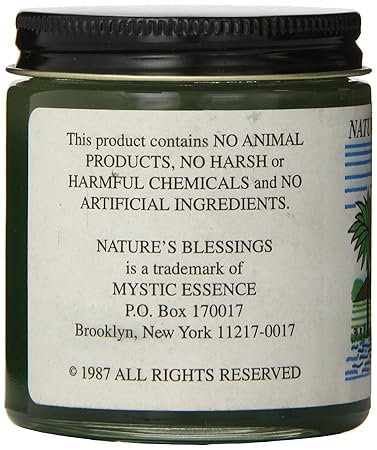 This product contains NO ANIMAL
PRODUCTS, NO HARSH or
HARMFUL CHEMICALS and NO
ARTIFICIAL INGREDIENTS.
NATURE'S BLESSINGS
is a trademark of
MYSTIC ESSENCE
P.O. Box 170017
Brooklyn, New York 11217-0017
© 1987 ALL RIGHTS RESERVED
NATU